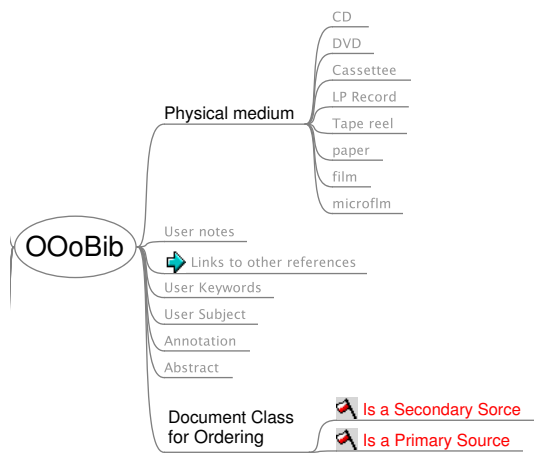 CD
DVD
Cassettee
LP Record
Physical medium
Tape reel
paper
film
microflm
User notes
OOoBib
Links to other references
User Keywords
User Subject
Annotation
Abstract
Document Class
for Ordering
Is a Secondary Sorce
Is a Primary Source